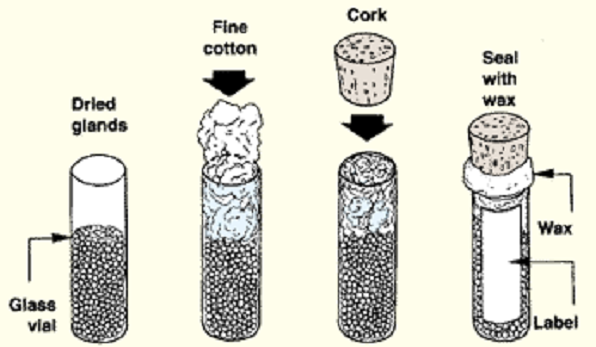 Dried
glands
Glass
vial
Fine
cotton
Cork
Seal
with
wax
Wax
Label